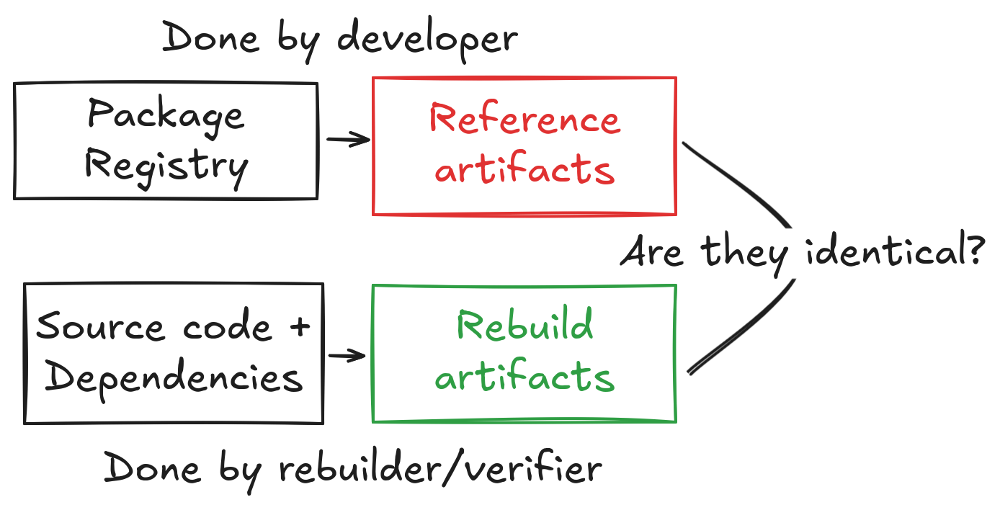 Done by developer
Package
Registry
Reference
artifacts
Are they identical?
Source code +
Dependencies
Rebuild
artifacts
Done by rebuilder/verifier